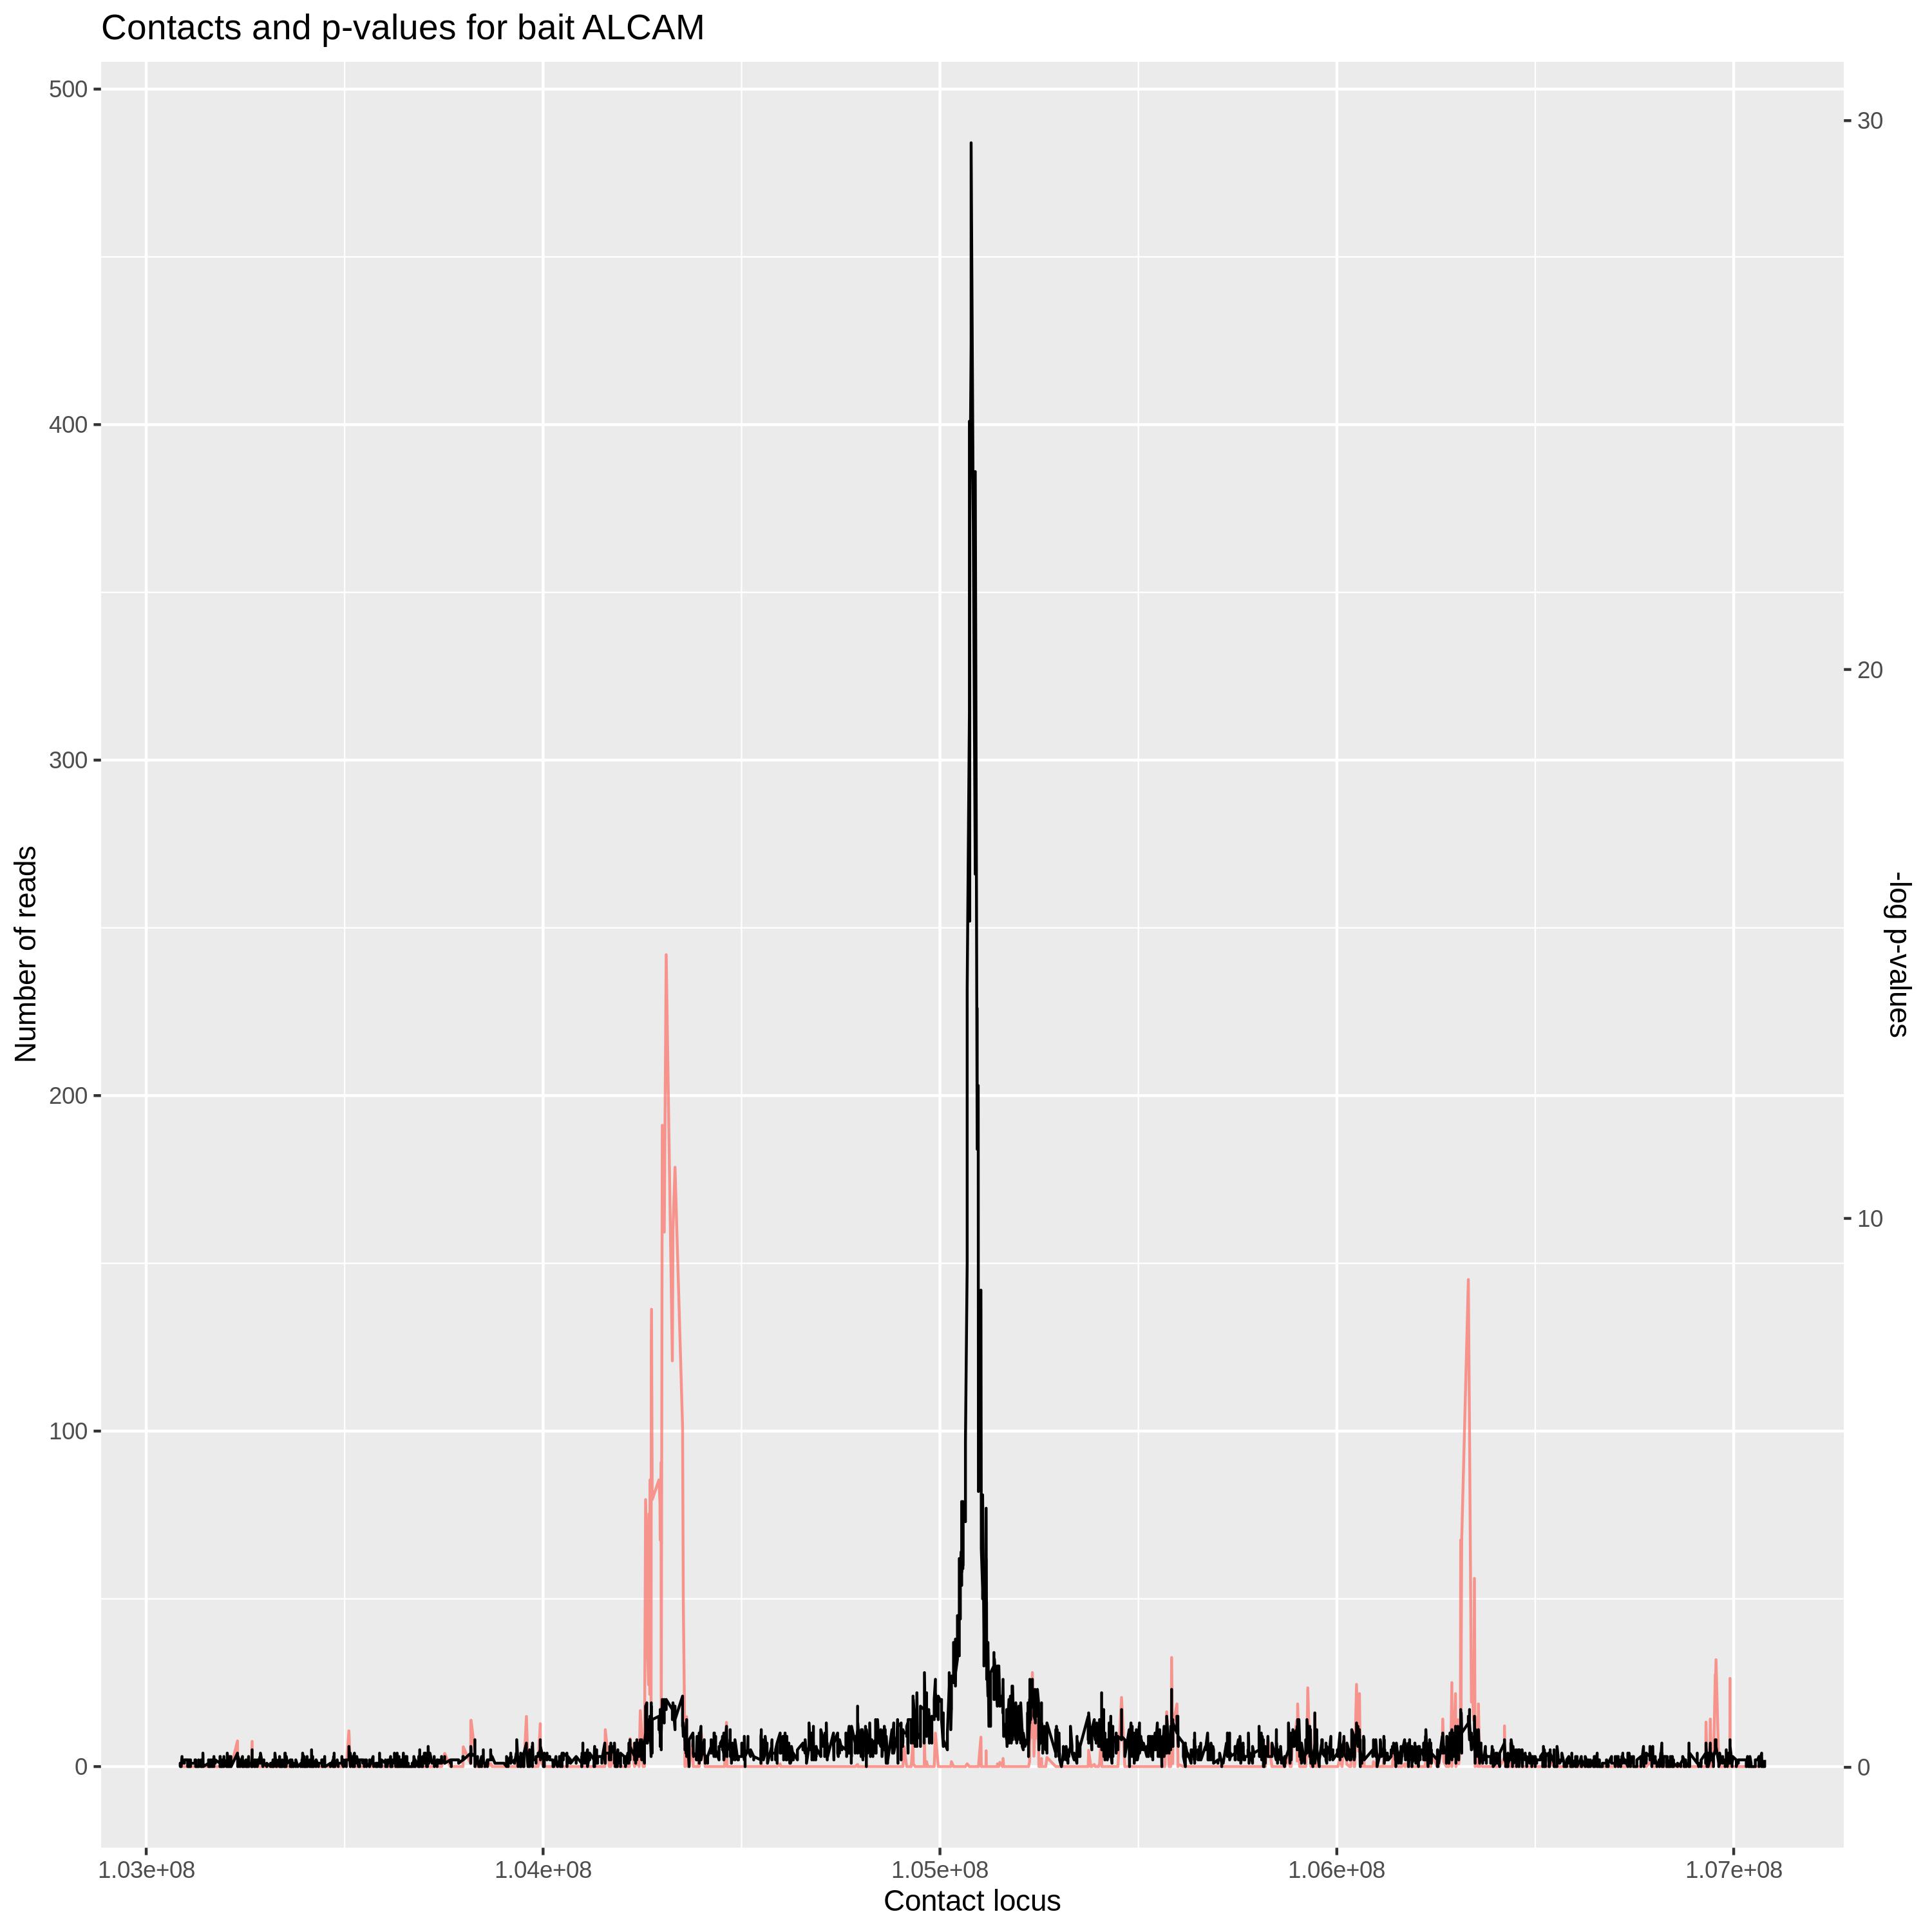 Contacts and p-values for bait ALCAM
500
400
300
200
100
0
Number of reads
30
20
10
0
-log p-values
1.03e+08
1.04e+08
1.05e+08
1.06e+08
1.07e+08
Contact locus